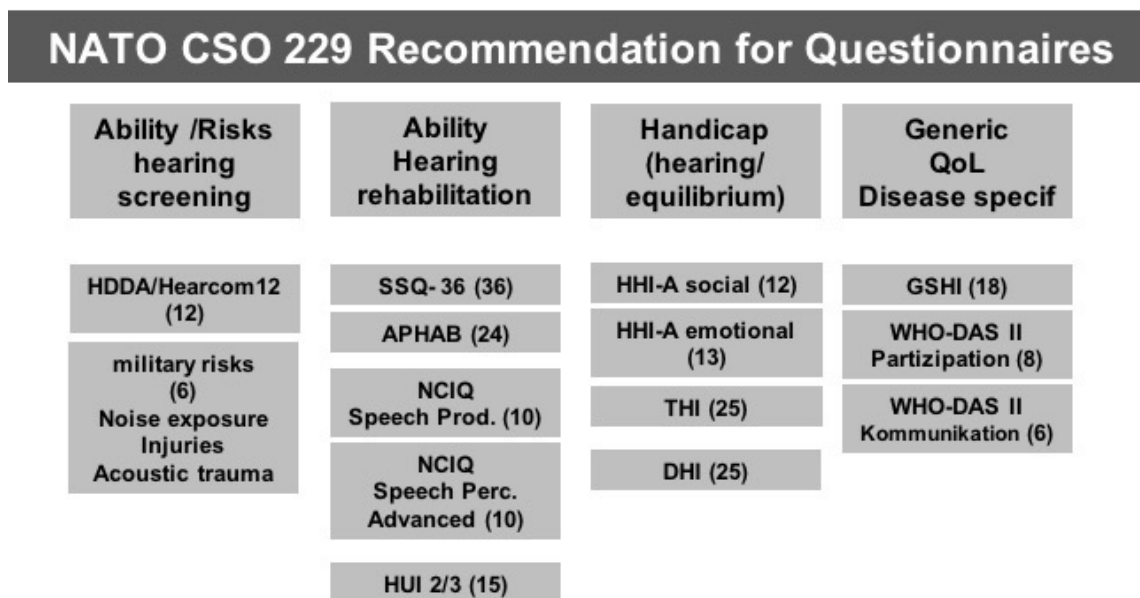 NATO CSO 229 Recommendation for Questionnaires
Ability /Risks
hearing
screening
Ability
Hearing
rehabilitation
Handicap
(hearing/
equilibrium)
Generic
QoL
Disease specif
HDDA/Hearcom12
(12)
military risks
(6)
Noise exposure
Injuries
Acoustic trauma
SSQ- 36 (36)
APHAB (24)
NCIQ
Speech Prod. (10)
NCIQ
Speech Perc.
Advanced (10)
HUI 2/3 (15)
HHI-A social (12)
HHI-A emotional
(13)
THI (25)
DHI (25)
GSHI (18)
WHO-DAS II
Partizipation (8)
WHO-DAS II
Kommunikation (6)